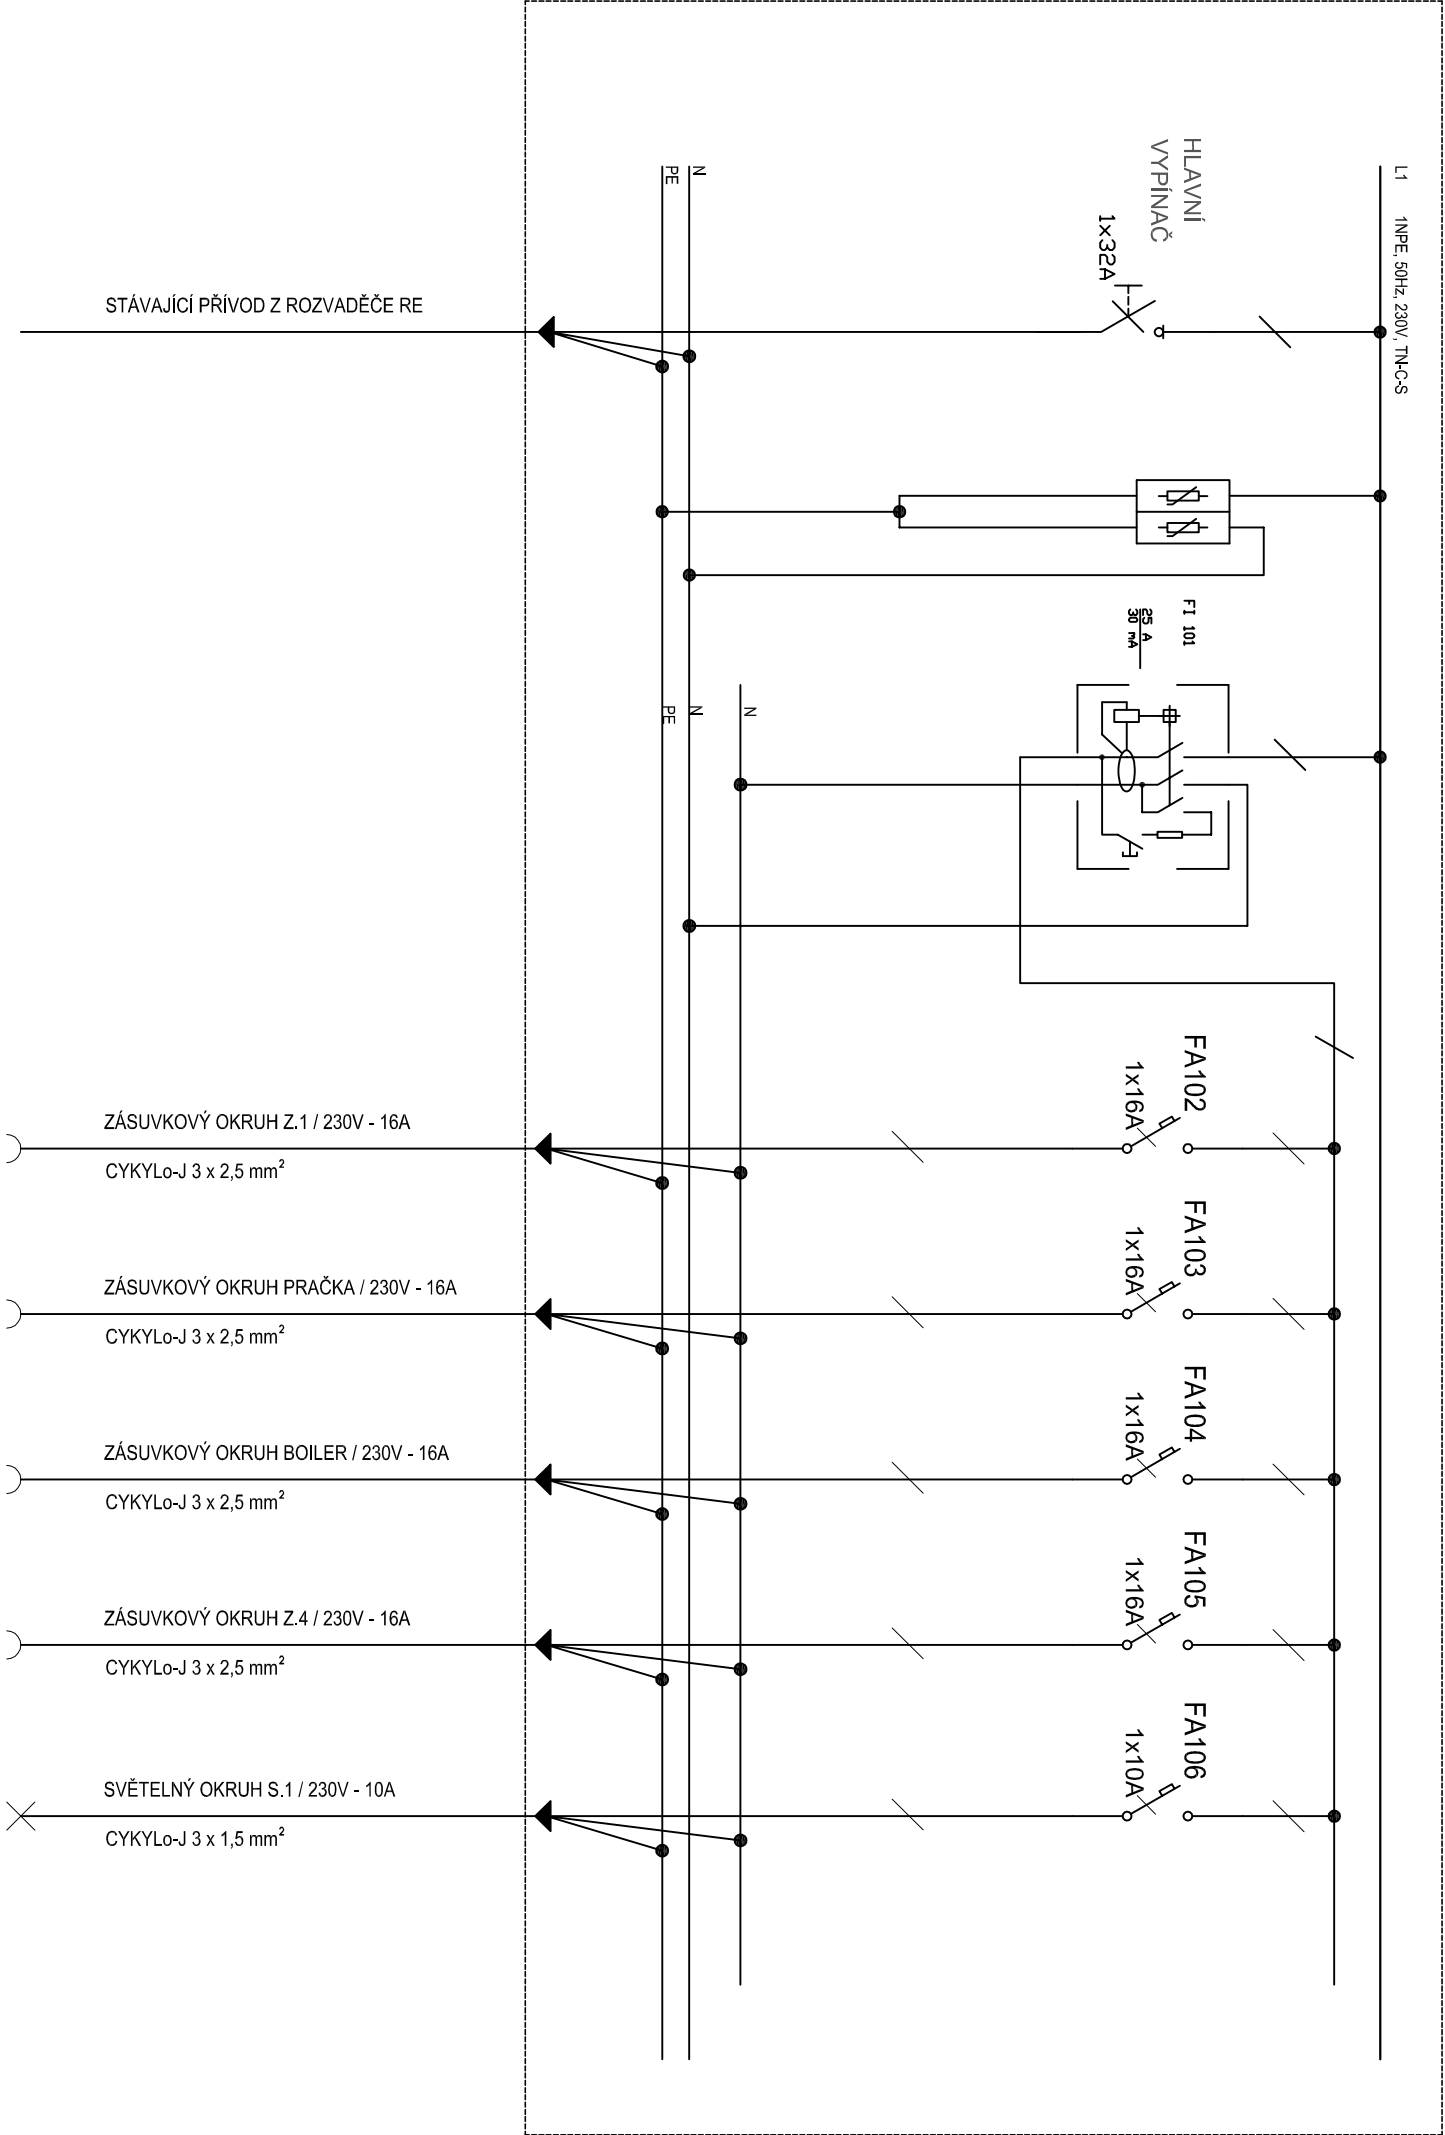 L1 1NPE, 50Hz, 230V, TN-C-S
HLAVNÍ
VYPÍNAČ
1x32A
N
PE
STÁVAJÍCÍ PŘÍVOD Z ROZVADĚČE RE
FI 101
25 A
30 mA
N
N
PE
FA102
1x16A
ZÁSUVKOVÝ OKRUH Z.1 / 230V - 16A
CYKYLo-J 3 x 2,5 mm²
FA103
1x16A
ZÁSUVKOVÝ OKRUH PRAČKA / 230V - 16A
CYKYLo-J 3 x 2,5 mm²
FA104
1x16A
ZÁSUVKOVÝ OKRUH BOILER / 230V - 16A
CYKYLo-J 3 x 2,5 mm²
FA105
1x16A
ZÁSUVKOVÝ OKRUH Z.4 / 230V - 16A
CYKYLo-J 3 x 2,5 mm²
FA106
1x10A
SVĚTELNÝ OKRUH S.1 / 230V - 10A
CYKYLo-J 3 x 1,5 mm²